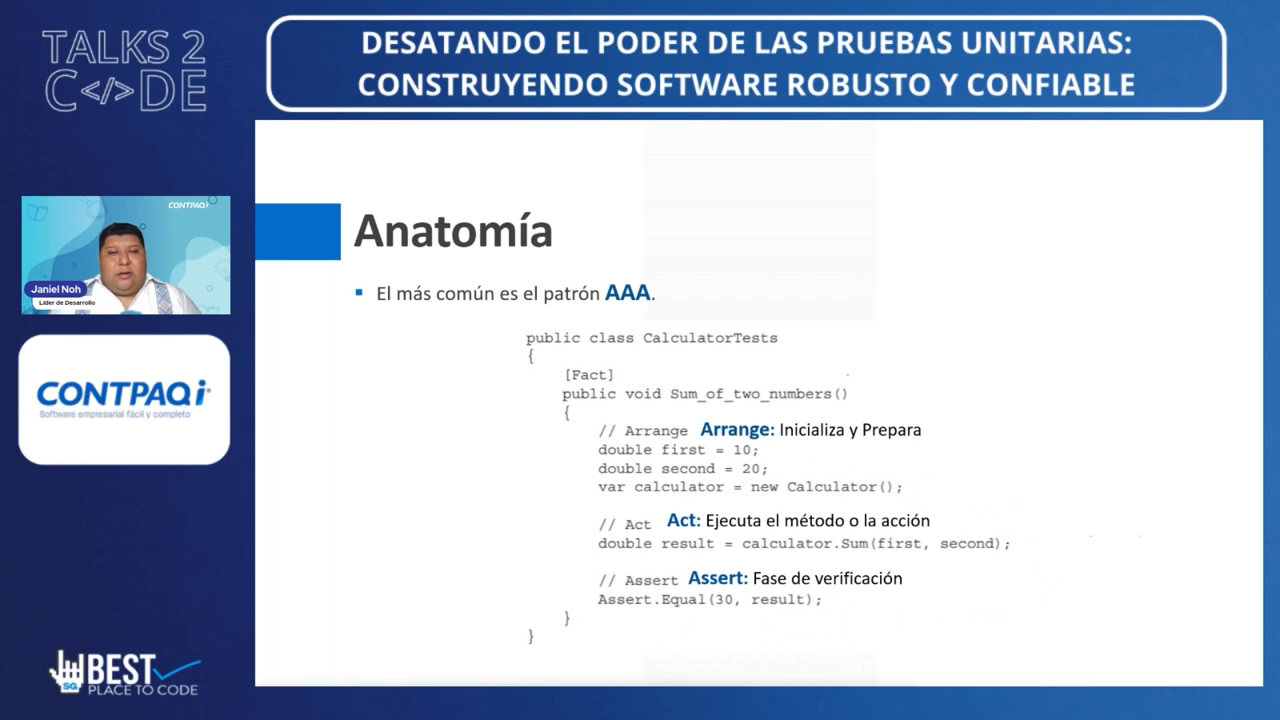 TALKS 2
C</>DE
DESATANDO EL PODER DE LAS PRUEBAS UNITARIAS:
CONSTRUYENDO SOFTWARE ROBUSTO Y CONFIABLE
CONTPAQi
Janiel Noh
Líder de Desarrollo
CONTPAQi®
Software empresarial fácil y completo
SG
BEST
PLACE TO CODE
Anatomía
▪ El más común es el patrón AAA.
public class CalculatorTests
{
[Fact]
public void Sum_of_two_numbers()
{
// Arrange Arrange: Inicializa y Prepara
double first = 10;
double second = 20;
var calculator = new Calculator();
// Act Act: Ejecuta el método o la acción
double result = calculator.Sum(first, second);
// Assert Assert: Fase de verificación
Assert.Equal(30, result);
}
}